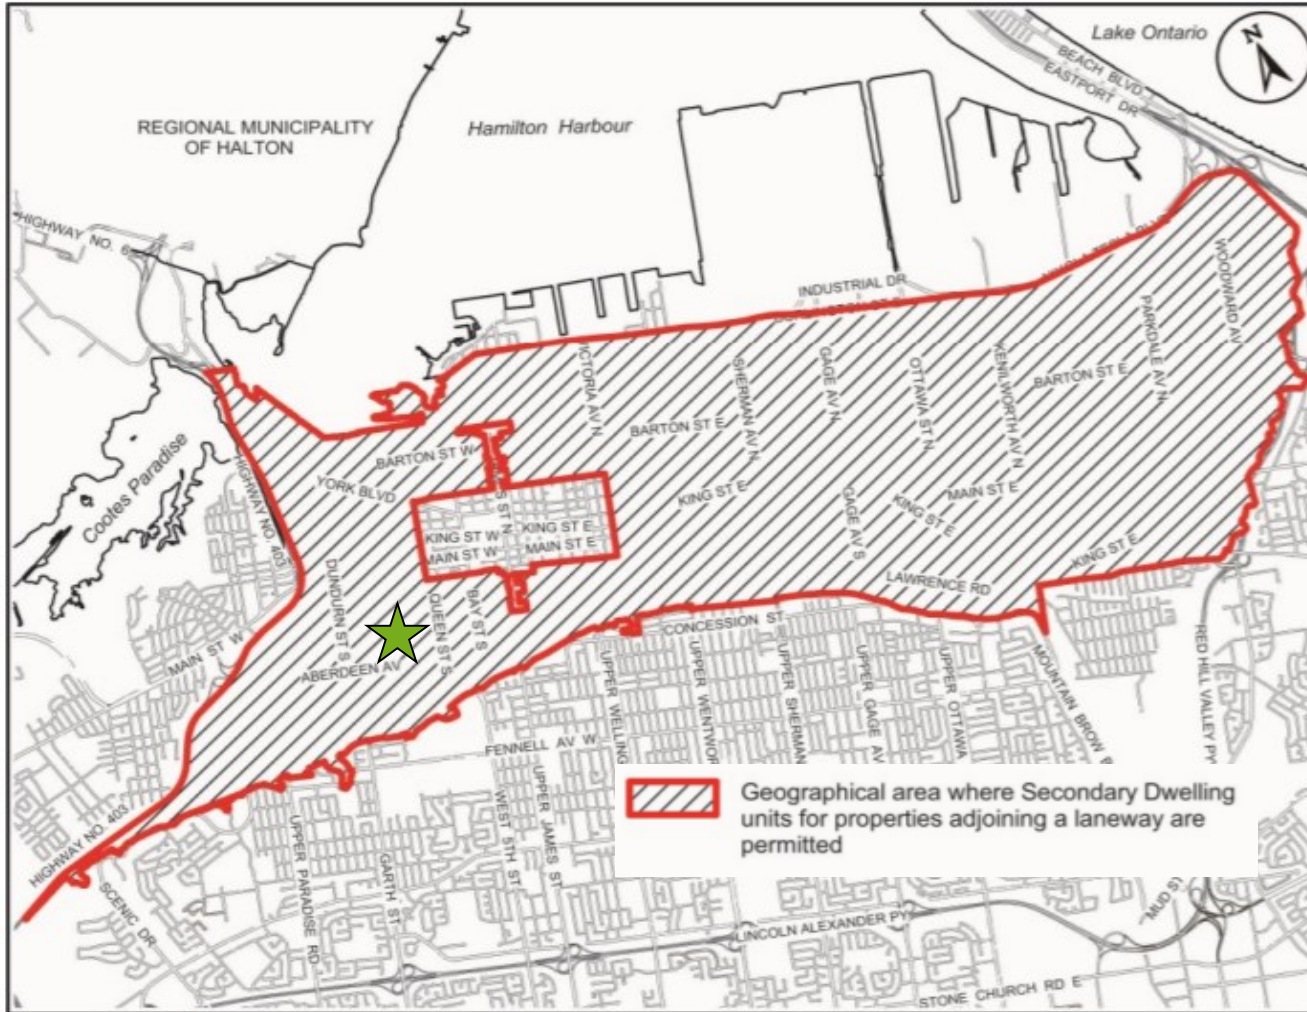 Lake Ontario
N
BEACH BLVD
EASTPORT DR
REGIONAL MUNICIPALITY
OF HALTON
Hamilton Harbour
HIGHWAY NO. 6
INDUSTRIAL DR
WOODWARD AV
PARKDALE AV N
KENILWORTH AV N
OTTAWA ST N
GAGE AV N
SHERMAN AV N
BARTON ST E
BARTON ST E
BARTON ST W
YORK BLVD
Cootes Paradise
HIGHWAY NO. 403
KING ST E
KING ST E
MAIN ST E
GAGE AV S
KING ST W
KING ST E
MAIN ST W
MAIN ST E
KING ST E
LAWRENCE RD
DUNDURN ST S
QUEEN ST S
BAY ST S
ABERDEEN AV
MAIN ST W
CONCESSION ST
UPPER WELLING
UPPER WENTWOR
UPPER SHERMAN
UPPER GAGE AV
UPPER OTTAWA
MOUNTAIN BROW B
RED HILL VALLEY PY
FENNELL AV W
HIGHWAY NO. 403
SCENIC DR
UPPER PARADISE RD
GARTH ST
WEST 5TH ST
UPPER JAMES ST
Geographical area where Secondary Dwelling
units for properties adjoining a laneway are
permitted
MUD ST
LINCOLN ALEXANDER PY
STONE CHURCH RD E